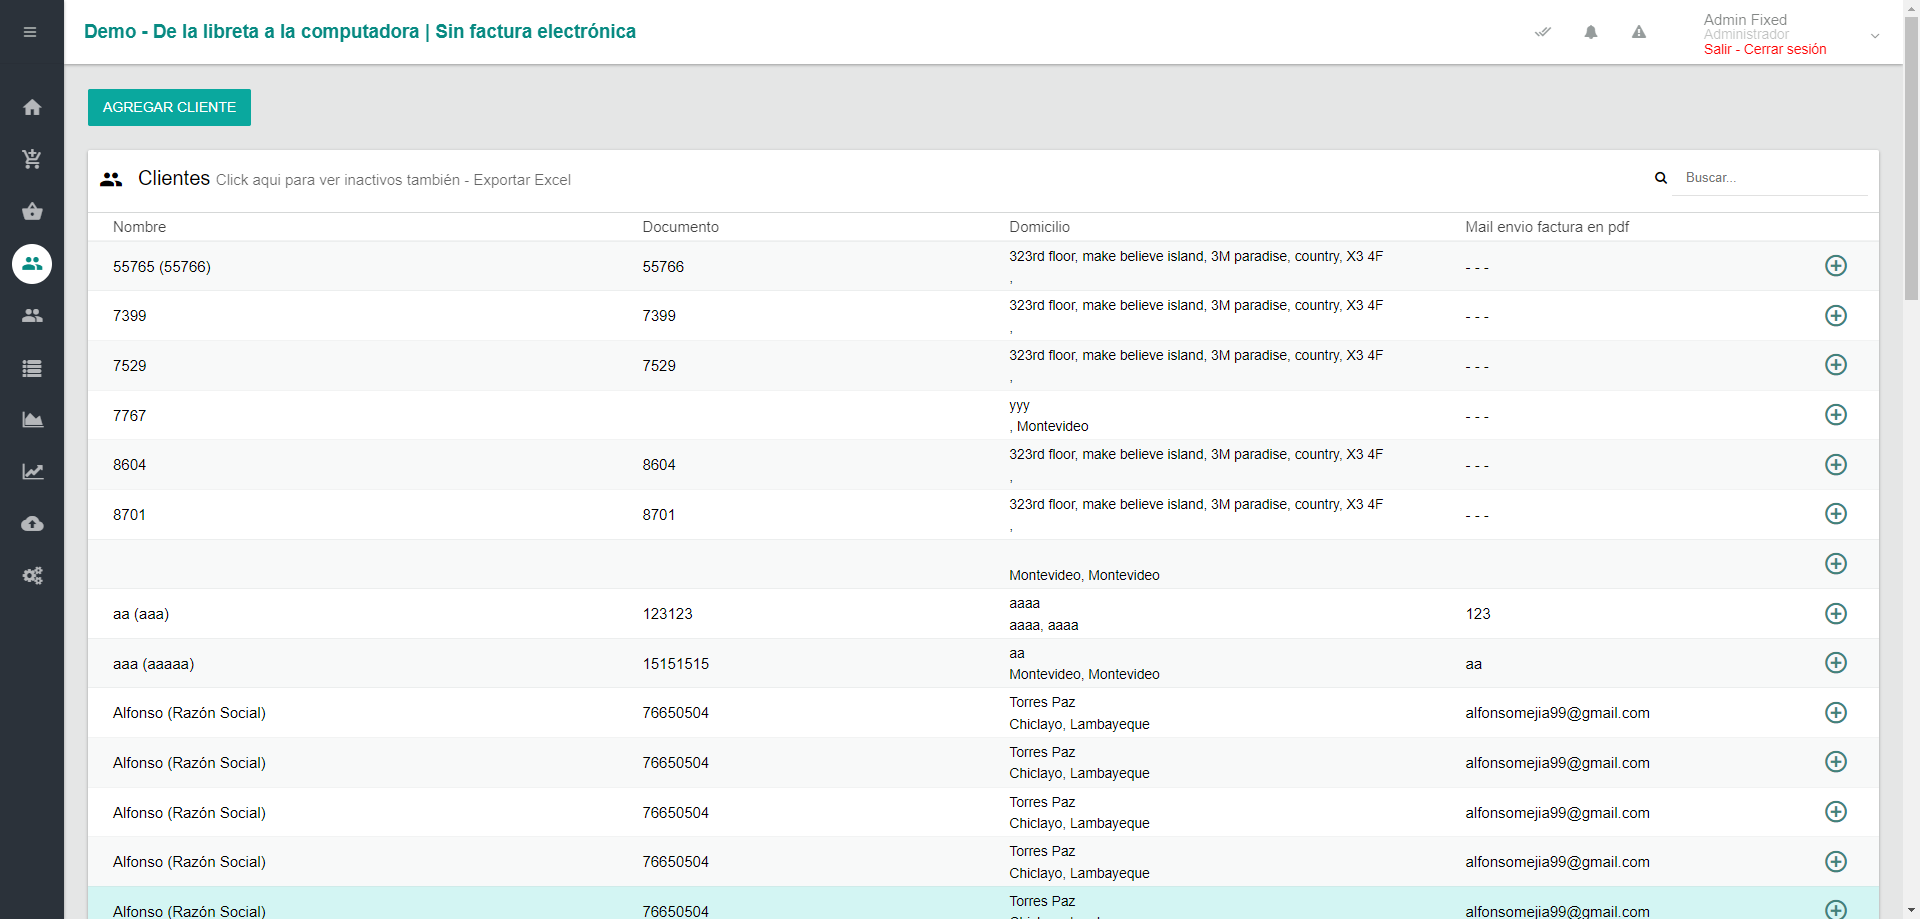 Demo - De la libreta a la computadora | Sin factura electrónica
Admin Fixed
Administrador
Salir - Cerrar sesión
AGREGAR CLIENTE
Clientes Click aqui para ver inactivos también - Exportar Excel
Buscar...
Nombre Documento Domicilio Mail envio factura en pdf
55765 (55766) 55766 323rd floor, make believe island, 3M paradise, country, X3 4F
, - - -
7399 7399 323rd floor, make believe island, 3M paradise, country, X3 4F
, - - -
7529 7529 323rd floor, make believe island, 3M paradise, country, X3 4F
, - - -
7767 yyy
, Montevideo - - -
8604 8604 323rd floor, make believe island, 3M paradise, country, X3 4F
, - - -
8701 8701 323rd floor, make believe island, 3M paradise, country, X3 4F
, - - -
Montevideo, Montevideo
aa (aaa) 123123 aaaa
aaaa, aaaa 123
aaa (aaaaa) 15151515 aa
Montevideo, Montevideo aa
Alfonso (Razón Social) 76650504 Torres Paz
Chiclayo, Lambayeque alfonsomejia99@gmail.com
Alfonso (Razón Social) 76650504 Torres Paz
Chiclayo, Lambayeque alfonsomejia99@gmail.com
Alfonso (Razón Social) 76650504 Torres Paz
Chiclayo, Lambayeque alfonsomejia99@gmail.com
Alfonso (Razón Social) 76650504 Torres Paz
Chiclayo, Lambayeque alfonsomejia99@gmail.com
Alfonso (Razón Social) 76650504 Torres Paz
alfonsomejia99@gmail.com